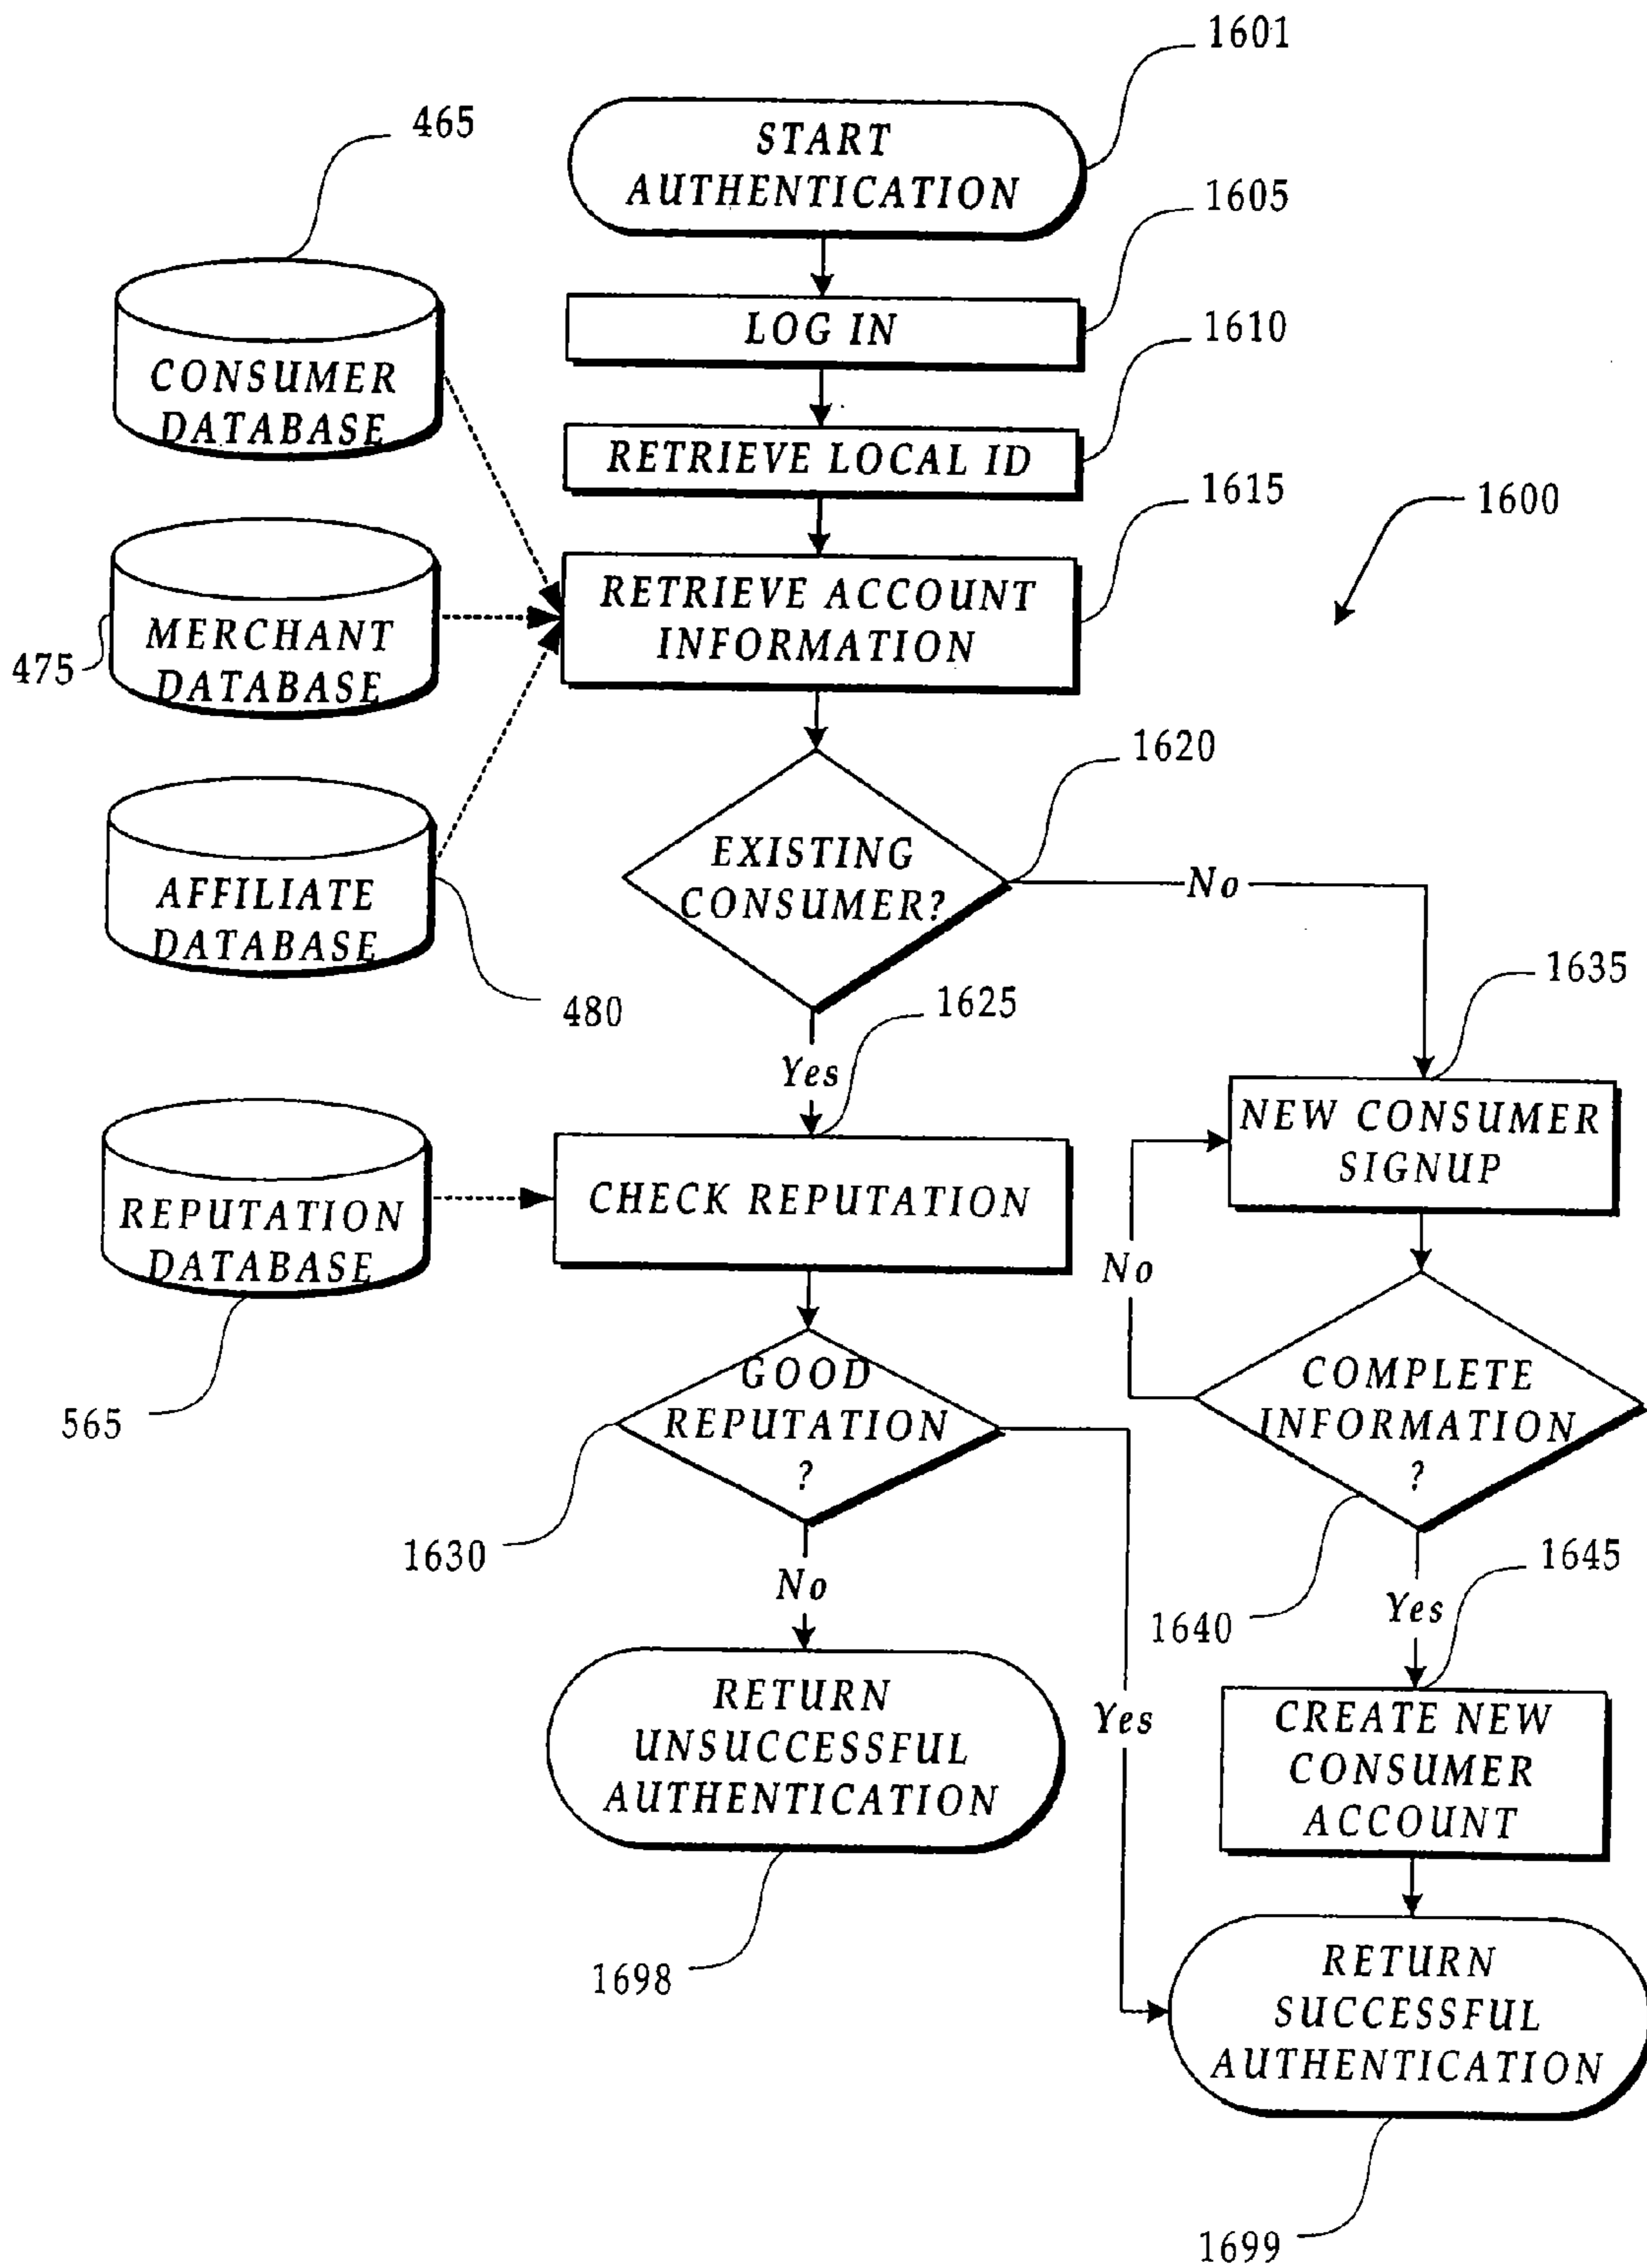 1601
START
AUTHENTICATION
465
1605
LOG IN
1610
CONSUMER
DATABASE
RETRIEVE LOCAL ID
1615
1600
RETRIEVE ACCOUNT
INFORMATION
MERCHANT
DATABASE
475
1620
EXISTING
CONSUMER?
No
AFFILIATE
DATABASE
480
1635
1625
Yes
NEW CONSUMER
SIGNUP
CHECK REPUTATION
REPUTATION
DATABASE
No
565
GOOD
REPUTATION
?
COMPLETE
INFORMATION
?
1630
No
1645
1640
Yes
RETURN
UNSUCCESSFUL
AUTHENTICATION
Yes
CREATE NEW
CONSUMER
ACCOUNT
1698
RETURN
SUCCESSFUL
AUTHENTICATION
1699